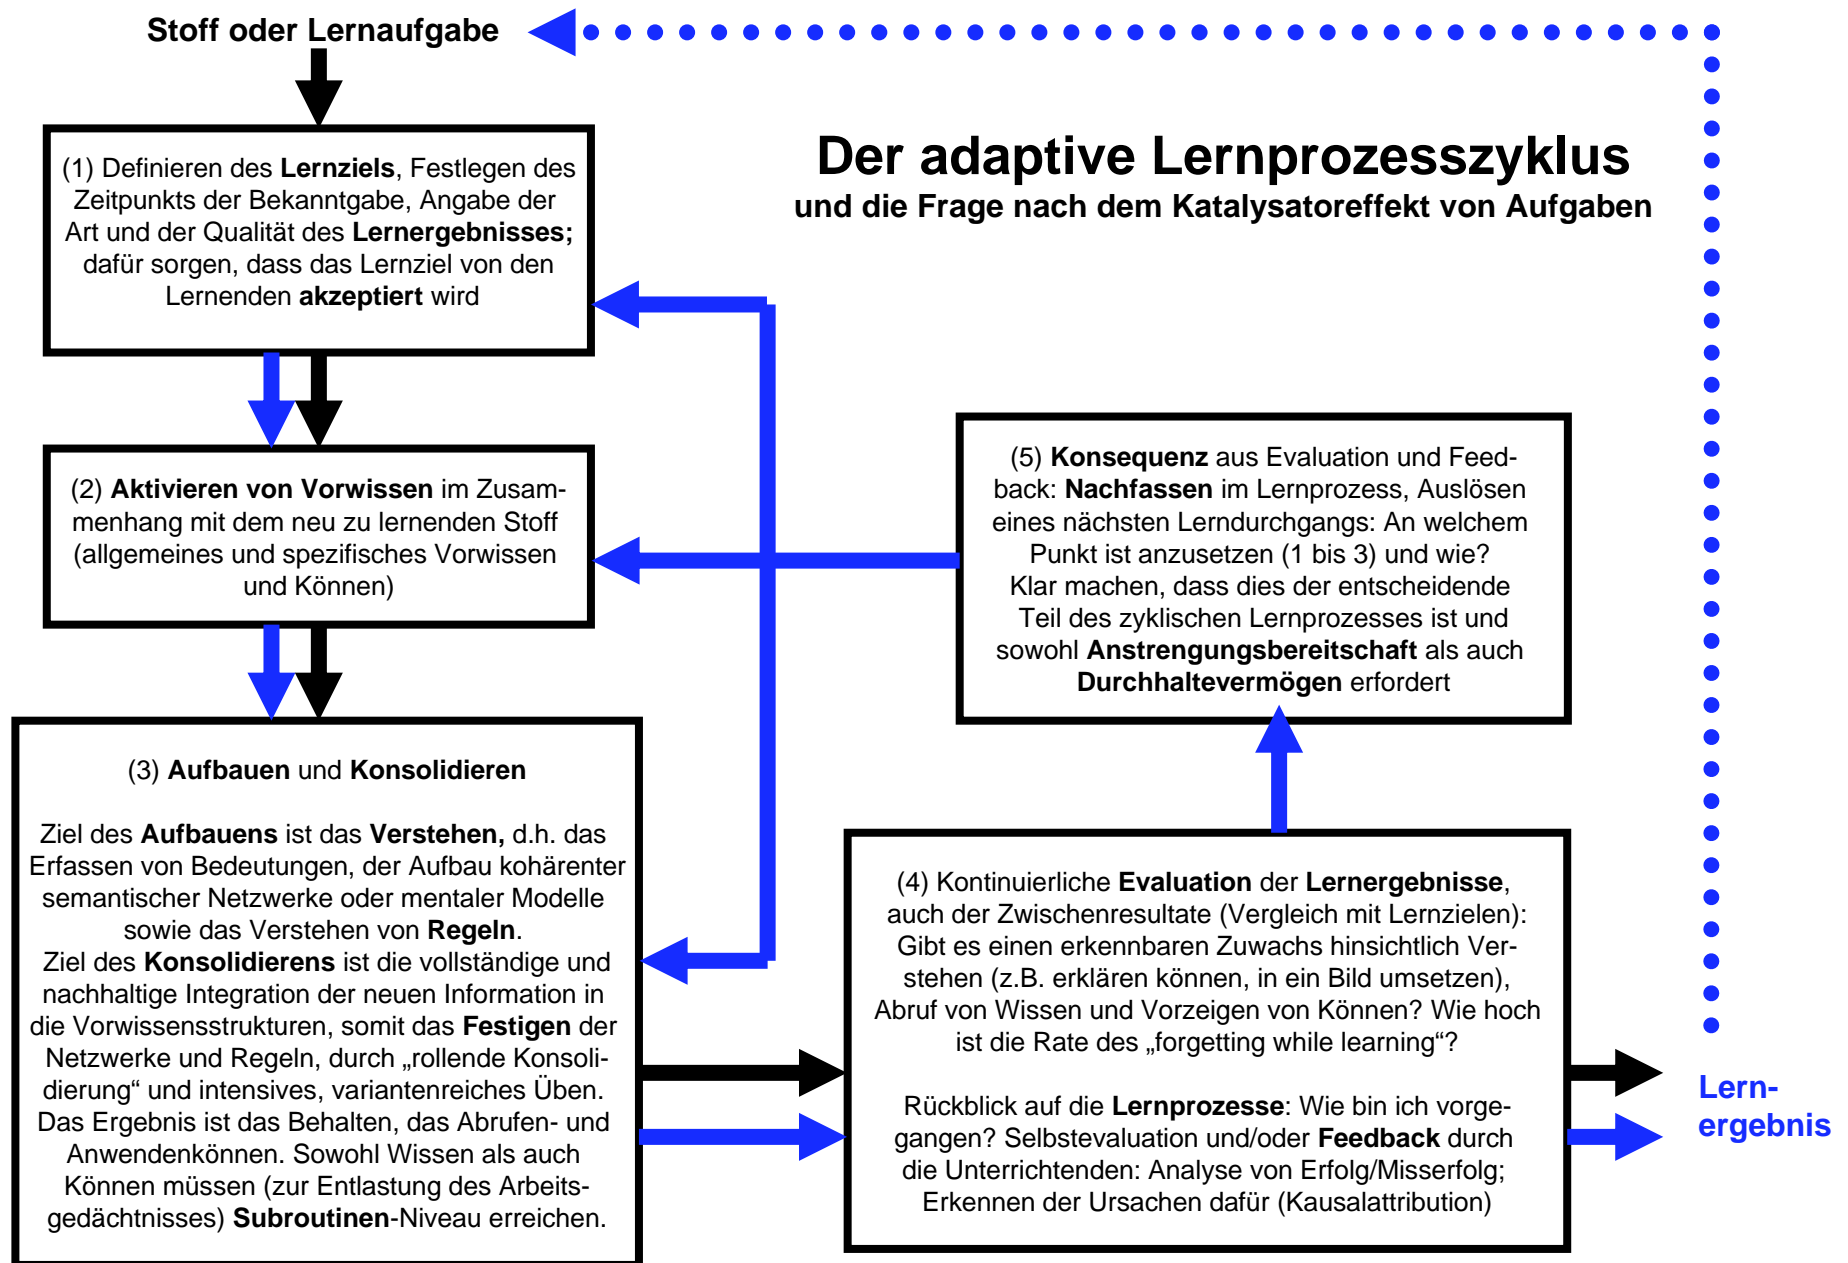 Stoff oder Lernaufgabe
Der adaptive Lernprozesszyklus
und die Frage nach dem Katalysatoreffekt von Aufgaben
(1) Definieren des Lernziels, Festlegen des
Zeitpunkts der Bekanntgabe, Angabe der
Art und der Qualität des Lernergebnisses;
dafür sorgen, dass das Lernziel von den
Lernenden akzeptiert wird
(2) Aktivieren von Vorwissen im Zusam-
menhang mit dem neu zu lernenden Stoff
(allgemeines und spezifisches Vorwissen
und Können)
(3) Aufbauen und Konsolidieren
Ziel des Aufbauens ist das Verstehen, d.h. das
Erfassen von Bedeutungen, der Aufbau kohärenter
semantischer Netzwerke oder mentaler Modelle
sowie das Verstehen von Regeln.
Ziel des Konsolidierens ist die vollständige und
nachhaltige Integration der neuen Information in
die Vorwissensstrukturen, somit das Festigen der
Netzwerke und Regeln, durch „rollende Konsoli-
dierung“ und intensives, variantenreiches Üben.
Das Ergebnis ist das Behalten, das Abrufen- und
Anwendenkönnen. Sowohl Wissen als auch
Können müssen (zur Entlastung des Arbeits-
gedächtnisses) Subroutinen-Niveau erreichen.
(4) Kontinuierliche Evaluation der Lernergebnisse,
auch der Zwischenresultate (Vergleich mit Lernzielen):
Gibt es einen erkennbaren Zuwachs hinsichtlich Ver-
stehen (z.B. erklären können, in ein Bild umsetzen),
Abruf von Wissen und Vorzeigen von Können? Wie hoch
ist die Rate des „forgetting while learning“?
Rückblick auf die Lernprozesse: Wie bin ich vorge-
gangen? Selbstevaluation und/oder Feedback durch
die Unterrichtenden: Analyse von Erfolg/Misserfolg;
Erkennen der Ursachen dafür (Kausalattribution)
(5) Konsequenz aus Evaluation und Feed-
back: Nachfassen im Lernprozess, Auslösen
eines nächsten Lerndurchgangs: An welchem
Punkt ist anzusetzen (1 bis 3) und wie?
Klar machen, dass dies der entscheidende
Teil des zyklischen Lernprozesses ist und
sowohl Anstrengungsbereitschaft als auch
Durchhaltevermögen erfordert
Lern-
ergebnis